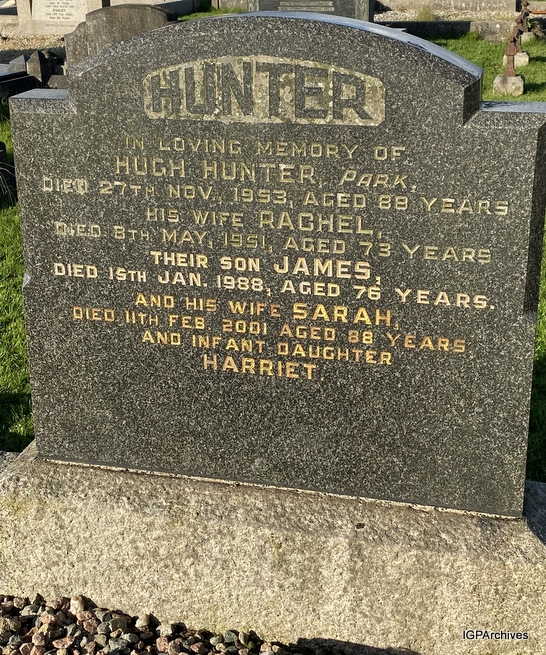 HUNTER
IN LOVING MEMORY OF
HUGH HUNTER, PARK,
DIED 27TH NOV, 1953, AGED 88 YEARS
HIS WIFE RACHEL,
DIED 8TH MAY, 1951, AGED 73 YEARS
THEIR SON JAMES,
DIED 15TH JAN. 1988, AGED 76 YEARS.
AND HIS WIFE SARAH,
DIED 11TH FEB. 2001 AGED 88 YEARS.
AND INFANT DAUGHTER
HARRIET.
IGPArchives